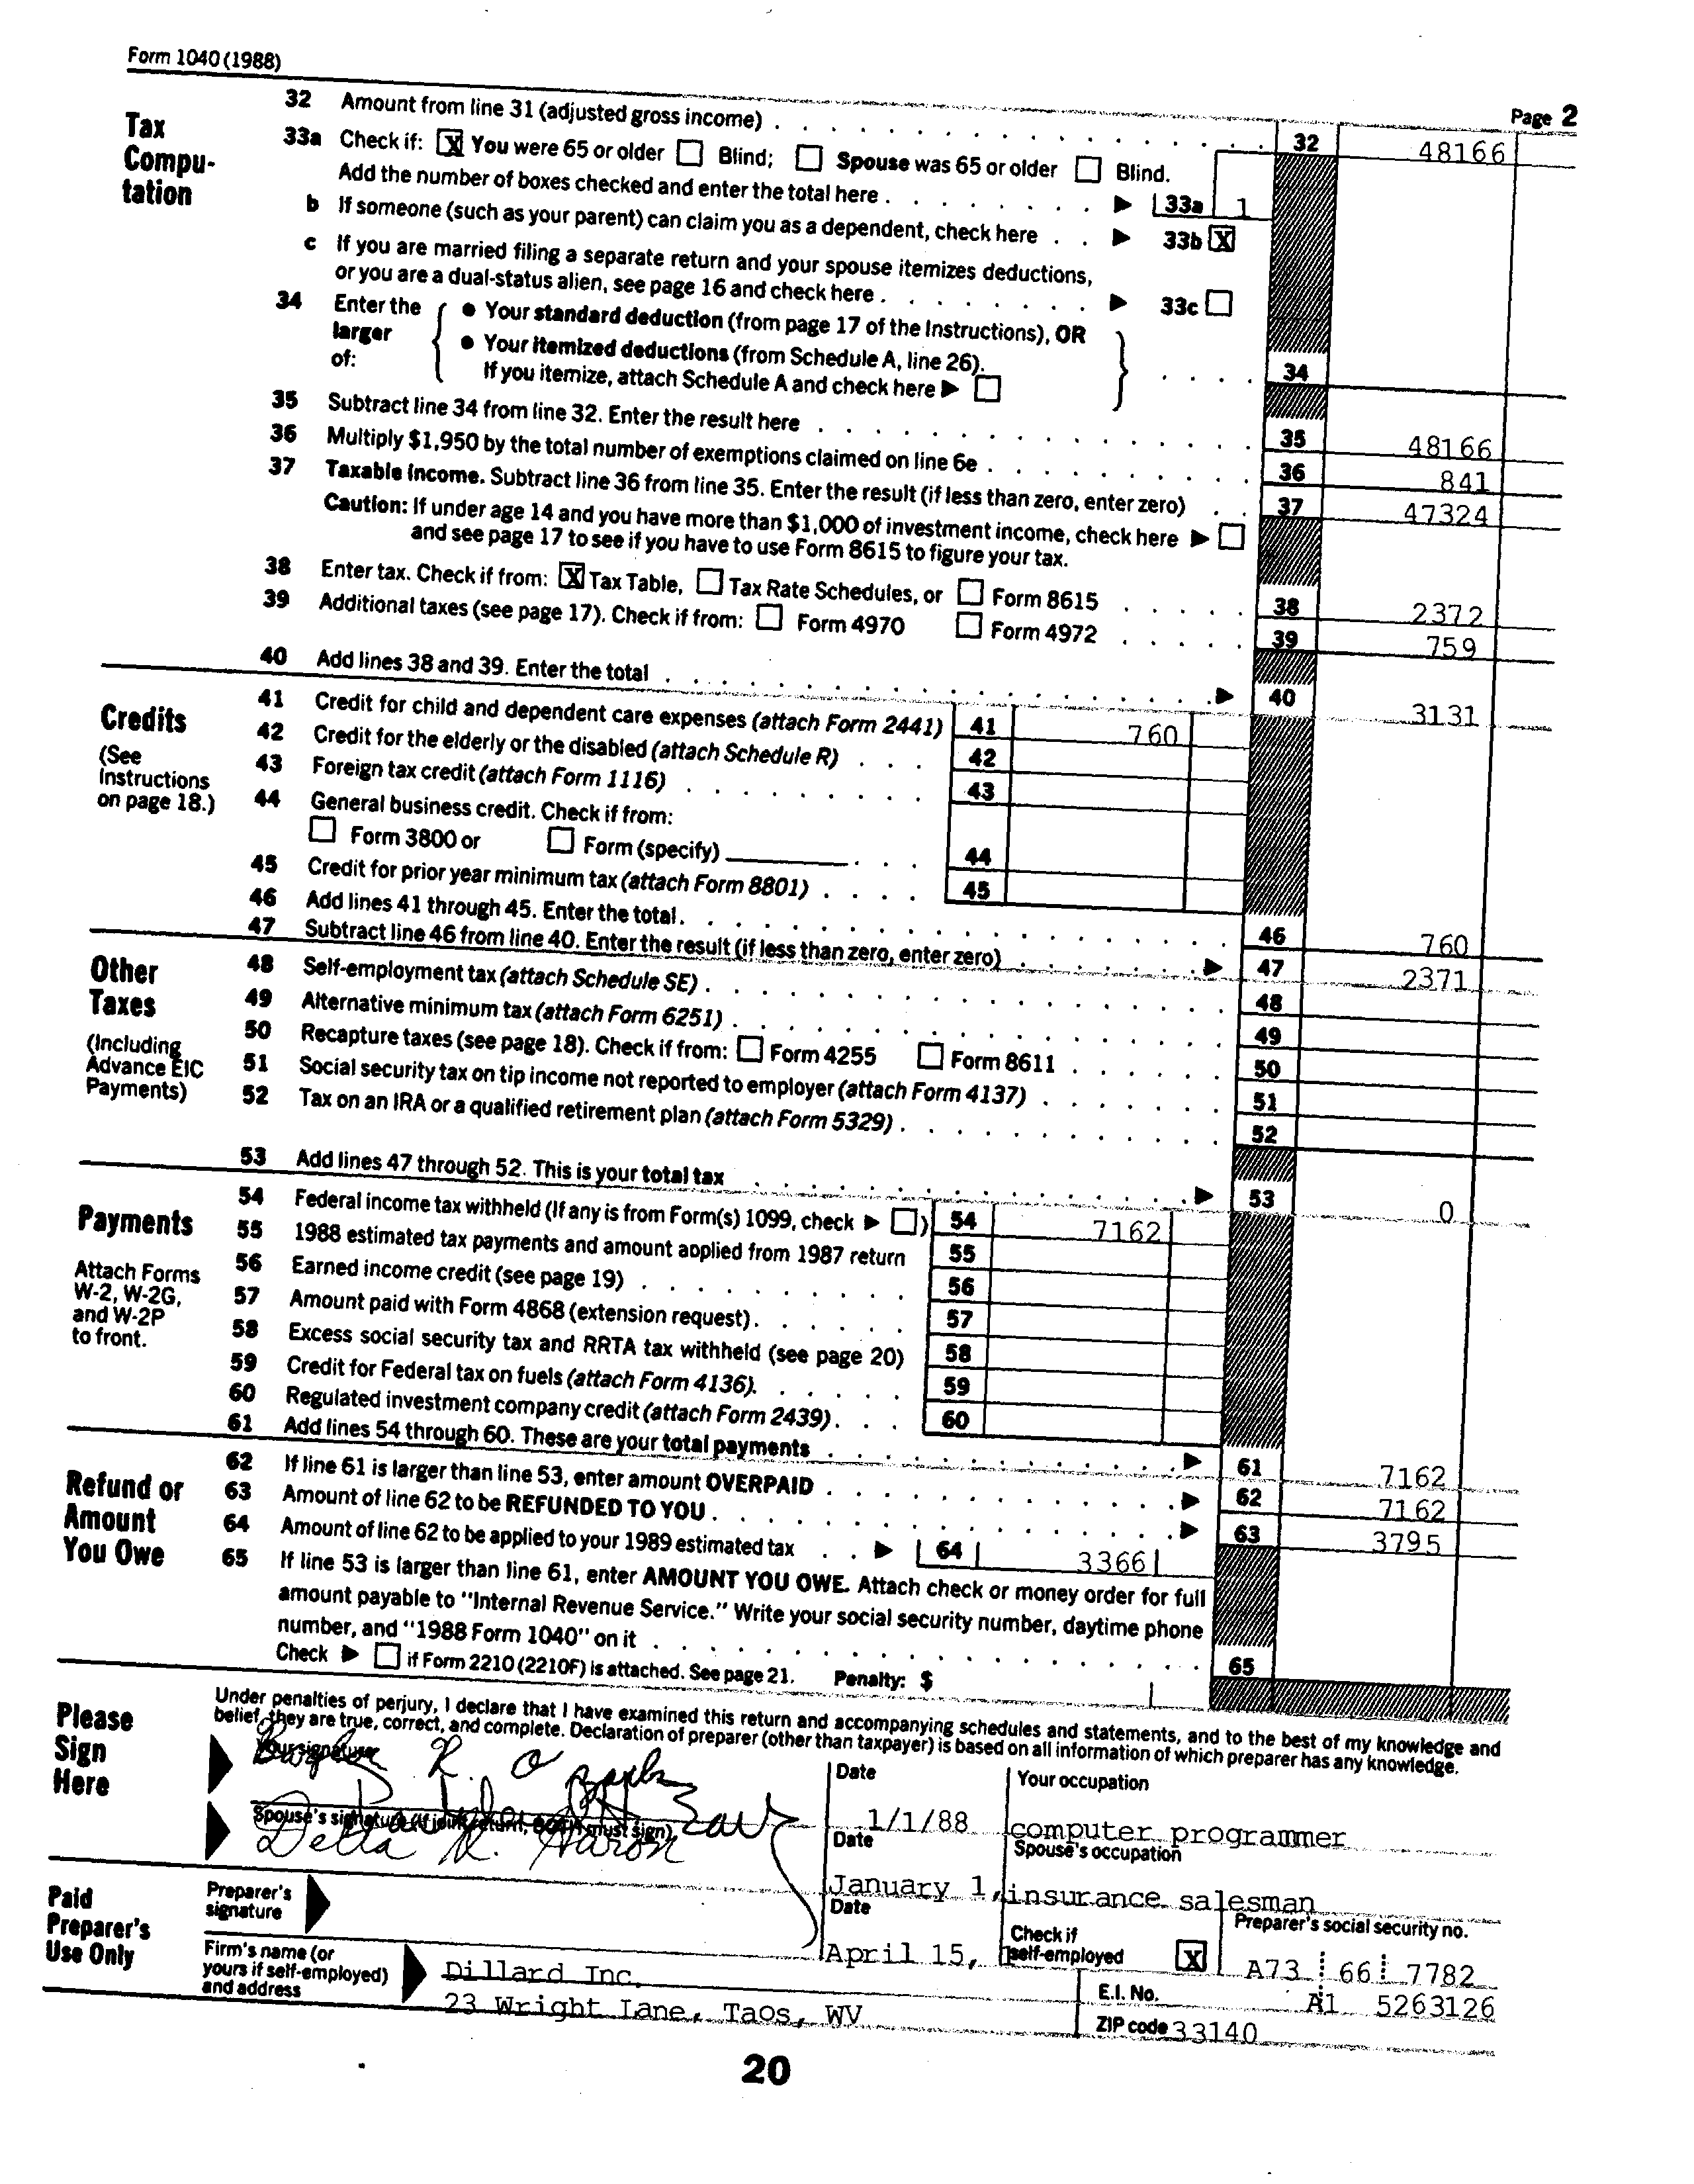 Form 1040 (1988)
Page 2
Tax Compu-tation
32 Amount from line 31 (adjusted gross income) 32 48166
33a Check if: [X] You were 65 or older [ ] Blind; [ ] Spouse was 65 or older [ ] Blind.
Add the number of boxes checked and enter the total here 33a 1
b If someone (such as your parent) can claim you as a dependent, check here 33b [X]
c If you are married filing a separate return and your spouse itemizes deductions,
or you are a dual-status alien, see page 16 and check here 33c [ ]
34 Enter the larger of: • Your standard deduction (from page 17 of the Instructions), OR
• Your itemized deductions (from Schedule A, line 26).
If you itemize, attach Schedule A and check here ▶ [ ] 34
35 Subtract line 34 from line 32. Enter the result here 35 48166
36 Multiply $1,950 by the total number of exemptions claimed on line 6e 36 841
37 Taxable income. Subtract line 36 from line 35. Enter the result (if less than zero, enter zero) 37 47324
Caution: If under age 14 and you have more than $1,000 of investment income, check here ▶ [ ]
and see page 17 to see if you have to use Form 8615 to figure your tax.
38 Enter tax. Check if from: [X] Tax Table, [ ] Tax Rate Schedules, or [ ] Form 8615 38 2372
39 Additional taxes (see page 17). Check if from: [ ] Form 4970 [ ] Form 4972 39 759
40 Add lines 38 and 39. Enter the total ▶ 40 3131
Credits
(See Instructions on page 18.)
41 Credit for child and dependent care expenses (attach Form 2441) 41 760
42 Credit for the elderly or the disabled (attach Schedule R) 42
43 Foreign tax credit (attach Form 1116) 43
44 General business credit. Check if from:
[ ] Form 3800 or [ ] Form (specify) 44
45 Credit for prior year minimum tax (attach Form 8801) 45
46 Add lines 41 through 45. Enter the total. 46 760
47 Subtract line 46 from line 40. Enter the result (if less than zero, enter zero) ▶ 47 2371
Other Taxes
(Including Advance EIC Payments)
48 Self-employment tax (attach Schedule SE) 48
49 Alternative minimum tax (attach Form 6251) 49
50 Recapture taxes (see page 18). Check if from: [ ] Form 4255 [ ] Form 8611 50
51 Social security tax on tip income not reported to employer (attach Form 4137) 51
52 Tax on an IRA or a qualified retirement plan (attach Form 5329) 52
53 Add lines 47 through 52. This is your total tax ▶ 53 0
Payments
Attach Forms W-2, W-2G, and W-2P to front.
54 Federal income tax withheld (If any is from Form(s) 1099, check ▶ [ ]) 54 7162
55 1988 estimated tax payments and amount applied from 1987 return 55
56 Earned income credit (see page 19) 56
57 Amount paid with Form 4868 (extension request) 57
58 Excess social security tax and RRTA tax withheld (see page 20) 58
59 Credit for Federal tax on fuels (attach Form 4136). 59
60 Regulated investment company credit (attach Form 2439) 60
61 Add lines 54 through 60. These are your total payments ▶ 61 7162
Refund or Amount You Owe
62 If line 61 is larger than line 53, enter amount OVERPAID ▶ 62 7162
63 Amount of line 62 to be REFUNDED TO YOU ▶ 63 3795
64 Amount of line 62 to be applied to your 1989 estimated tax ▶ 64 3366
65 If line 53 is larger than line 61, enter AMOUNT YOU OWE. Attach check or money order for full
amount payable to "Internal Revenue Service." Write your social security number, daytime phone
number, and "1988 Form 1040" on it 65
Check ▶ [ ] if Form 2210 (2210F) is attached. See page 21. Penalty: $
Please Sign Here
Under penalties of perjury, I declare that I have examined this return and accompanying schedules and statements, and to the best of my knowledge and
belief, they are true, correct, and complete. Declaration of preparer (other than taxpayer) is based on all information of which preparer has any knowledge.
Your signature
Date 1/1/88
Your occupation computer programmer
Spouse's signature (if joint return, BOTH must sign)
Della R. Aaron
Date January 1,
Spouse's occupation insurance salesman
Paid Preparer's Use Only
Preparer's signature
Date April 15,
Check if self-employed [X]
Preparer's social security no. A73 66 7782
Firm's name (or yours if self-employed) and address
Dillard Inc.
23 Wright Lane, Taos, WV
E.I. No. A1 5263126
ZIP code 33140
20